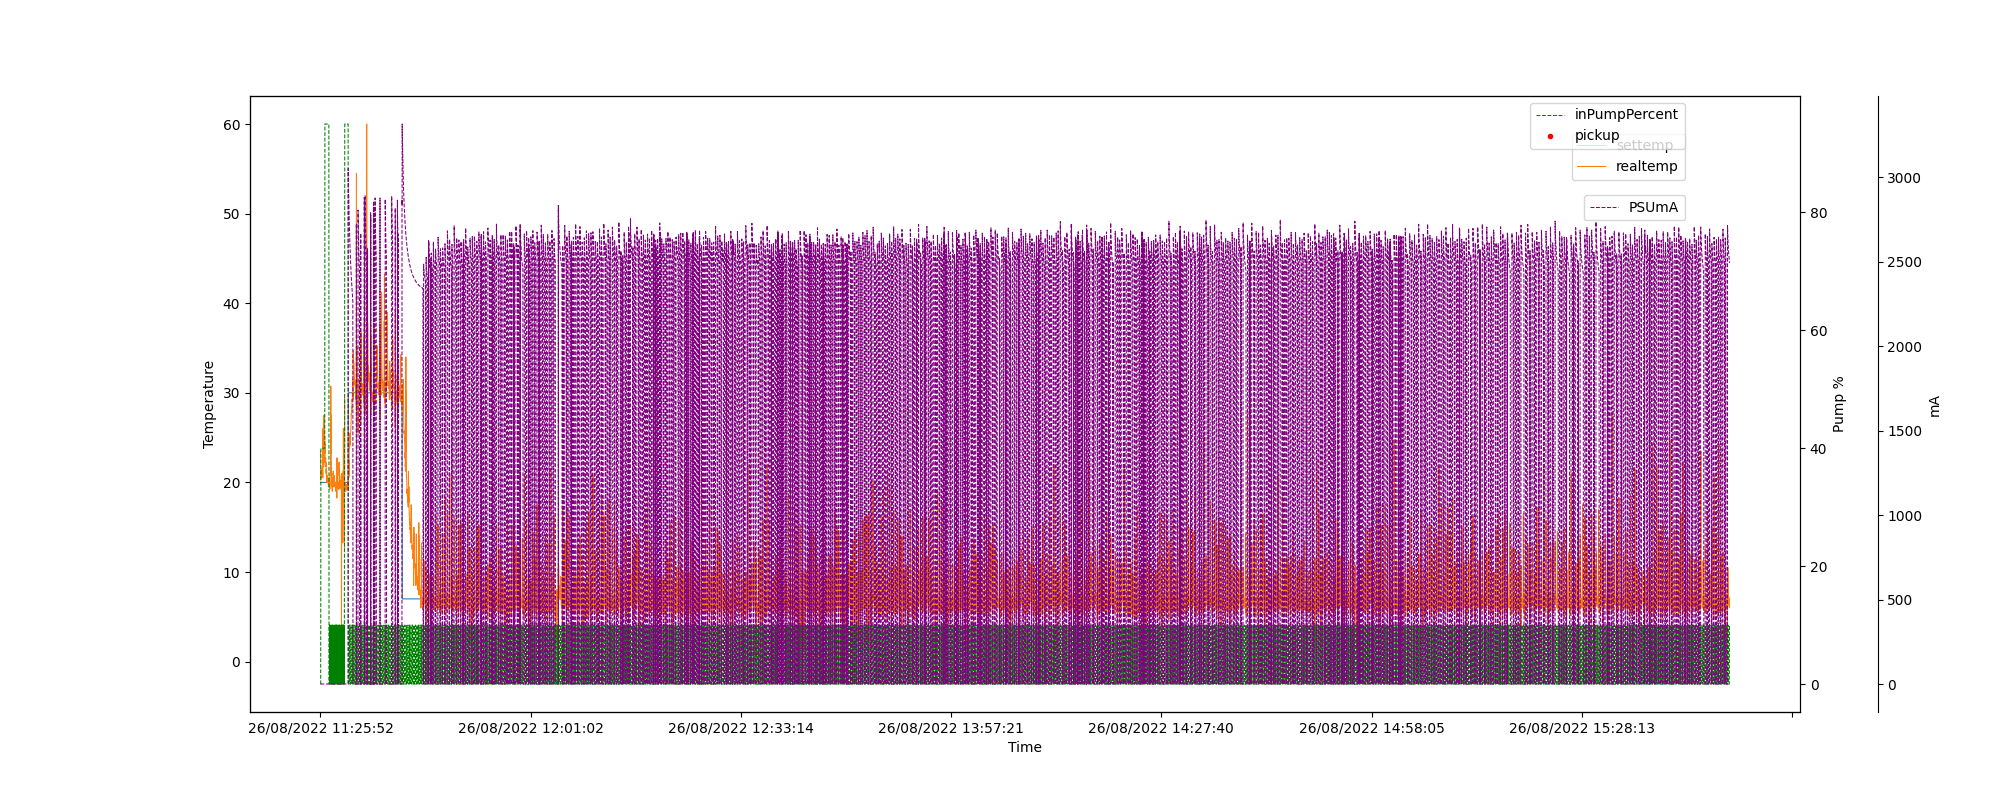 inPumpPercent
pickup
settemp
realtemp
PSUmA
60
50
40
30
20
10
0
Temperature
80
60
40
20
0
Pump %
3000
2500
2000
1500
1000
500
0
mA
26/08/2022 11:25:52
26/08/2022 12:01:02
26/08/2022 12:33:14
26/08/2022 13:57:21
26/08/2022 14:27:40
26/08/2022 14:58:05
26/08/2022 15:28:13
Time